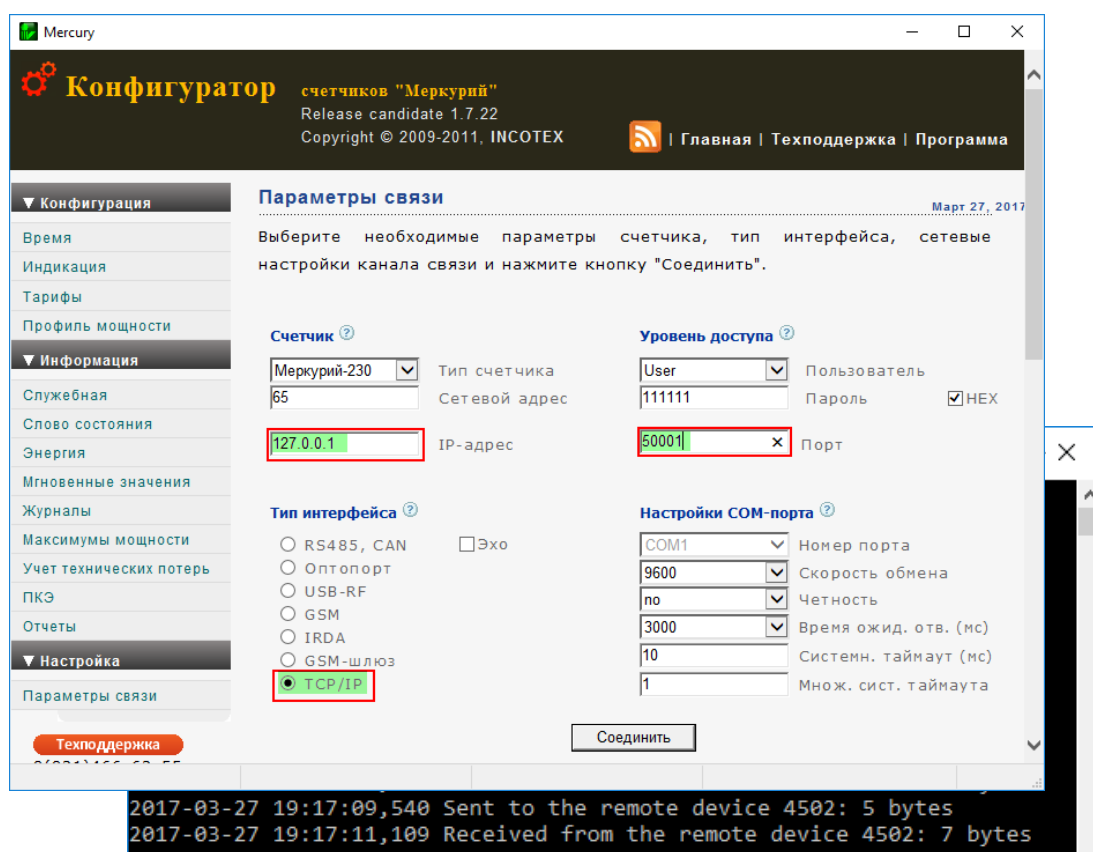 Mercury
Конфигуратор
счетчиков "Меркурий"
Release candidate 1.7.22
Copyright © 2009-2011, INCOTEX
| Главная | Техподдержка | Программа
▼ Конфигурация
Время
Индикация
Тарифы
Профиль мощности
▼ Информация
Служебная
Слово состояния
Энергия
Мгновенные значения
Журналы
Максимумы мощности
Учет технических потерь
ПКЭ
Отчеты
▼ Настройка
Параметры связи
Техподдержка
Параметры связи
Март 27, 2017
Выберите необходимые параметры счетчика, тип интерфейса, сетевые
настройки канала связи и нажмите кнопку "Соединить".
Счетчик ?
Меркурий-230 Тип счетчика
65 Сетевой адрес
127.0.0.1 IP-адрес
Уровень доступа ?
User Пользователь
111111 Пароль HEX
50001 Порт
Тип интерфейса ?
RS485, CAN Эхо
Оптопорт
USB-RF
GSM
IRDA
GSM-шлюз
TCP/IP
Настройки COM-порта ?
COM1 Номер порта
9600 Скорость обмена
no Четность
3000 Время ожид. отв. (мс)
10 Системн. таймаут (мс)
1 Множ. сист. таймаута
Соединить
2017-03-27 19:17:09,540 Sent to the remote device 4502: 5 bytes
2017-03-27 19:17:11,109 Received from the remote device 4502: 7 bytes